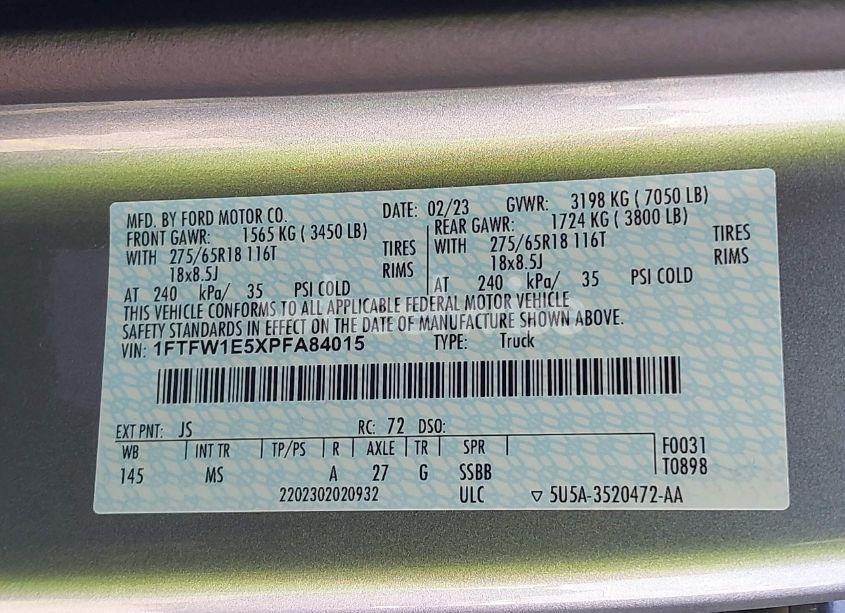 MFD. BY FORD MOTOR CO. DATE: 02/23 GVWR: 3198 KG ( 7050 LB)
FRONT GAWR: 1565 KG ( 3450 LB) REAR GAWR: 1724 KG ( 3800 LB)
WITH 275/65R18 116T TIRES WITH 275/65R18 116T TIRES
18x8.5J RIMS 18x8.5J RIMS
AT 240 kPa/ 35 PSI COLD AT 240 kPa/ 35 PSI COLD
THIS VEHICLE CONFORMS TO ALL APPLICABLE FEDERAL MOTOR VEHICLE
SAFETY STANDARDS IN EFFECT ON THE DATE OF MANUFACTURE SHOWN ABOVE.
VIN: 1FTFW1E5XPFA84015 TYPE: Truck
EXT PNT: JS RC: 72 DSO:
WB INT TR TP/PS R AXLE TR SPR F0031
145 MS A 27 G SSBB T0898
2202302020932 ULC ▽ 5U5A-3520472-AA